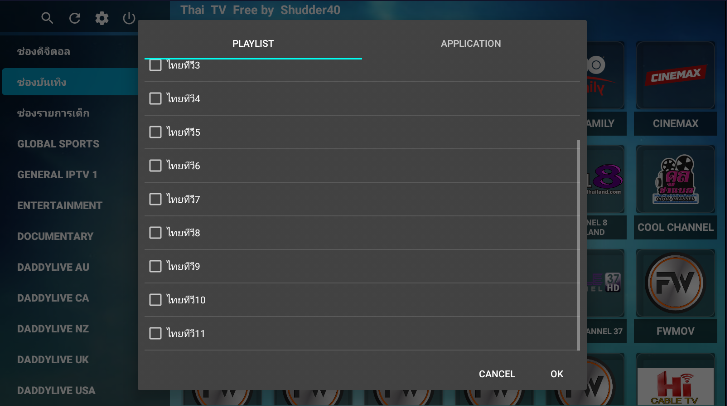 Thai TV Free by Shudder40
PLAYLIST
APPLICATION
ช่องดิจิตอล
ช่องบันเทิง
ช่องรายการเด็ก
GLOBAL SPORTS
GENERAL IPTV 1
ENTERTAINMENT
DOCUMENTARY
DADDYLIVE AU
DADDYLIVE CA
DADDYLIVE NZ
DADDYLIVE UK
DADDYLIVE USA
ไทยทีวี3
ไทยทีวี4
ไทยทีวี5
ไทยทีวี6
ไทยทีวี7
ไทยทีวี8
ไทยทีวี9
ไทยทีวี10
ไทยทีวี11
CANCEL
OK
mily
CINEMAX
AMILY
CINEMAX
8
thailand.com
NEL 8
LAND
COOL CHANNEL
37
HD
FW
ANNEL 37
FWMOV
Hi
CABLE TV